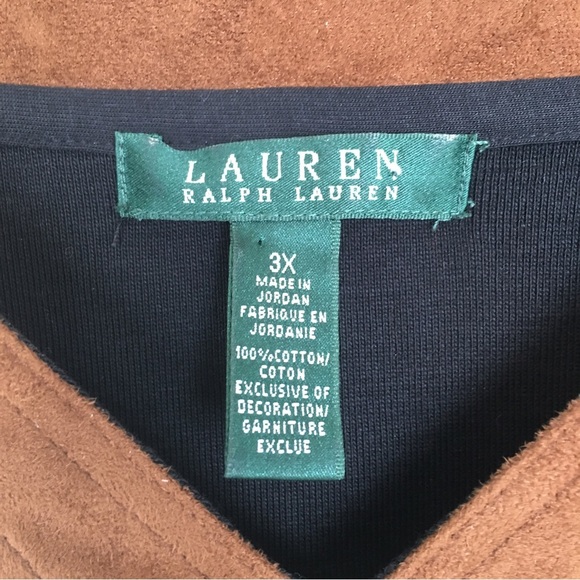 LAUREN
RALPH LAUREN
3X
MADE IN
JORDAN
FABRIQUE EN
JORDANIE
100% COTTON/
COTON
EXCLUSIVE OF
DECORATION/
GARNITURE
EXCLUE